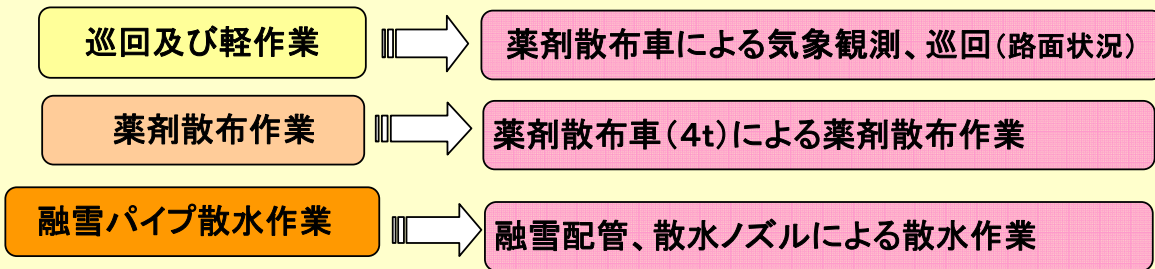 巡回及び軽作業
薬剤散布車による気象観測、巡回(路面状況)
薬剤散布作業
薬剤散布車(4t)による薬剤散布作業
融雪パイプ散水作業
融雪配管、散水ノズルによる散水作業